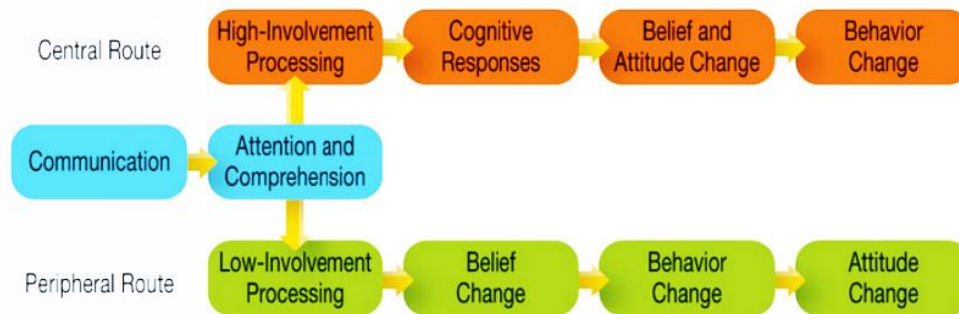 Central Route
High-Involvement
Processing
Cognitive
Responses
Belief and
Attitude Change
Behavior
Change
Communication
Attention and
Comprehension
Peripheral Route
Low-Involvement
Processing
Belief
Change
Behavior
Change
Attitude
Change